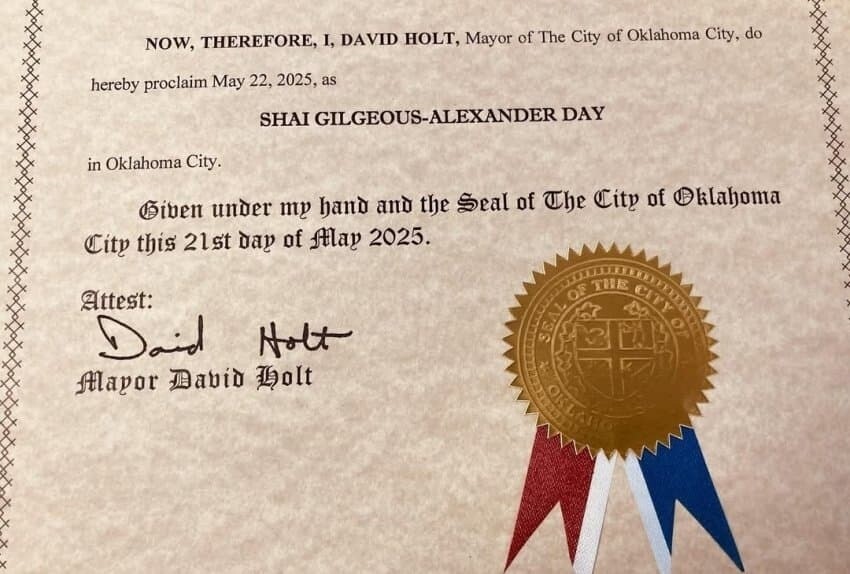 NOW, THEREFORE, I, DAVID HOLT, Mayor of The City of Oklahoma City, do
hereby proclaim May 22, 2025, as
SHAI GILGEOUS-ALEXANDER DAY
in Oklahoma City.
Given under my hand and the Seal of The City of Oklahoma
City this 21st day of May 2025.
Attest:
David Holt
Mayor David Holt
SEAL OF THE CITY OF